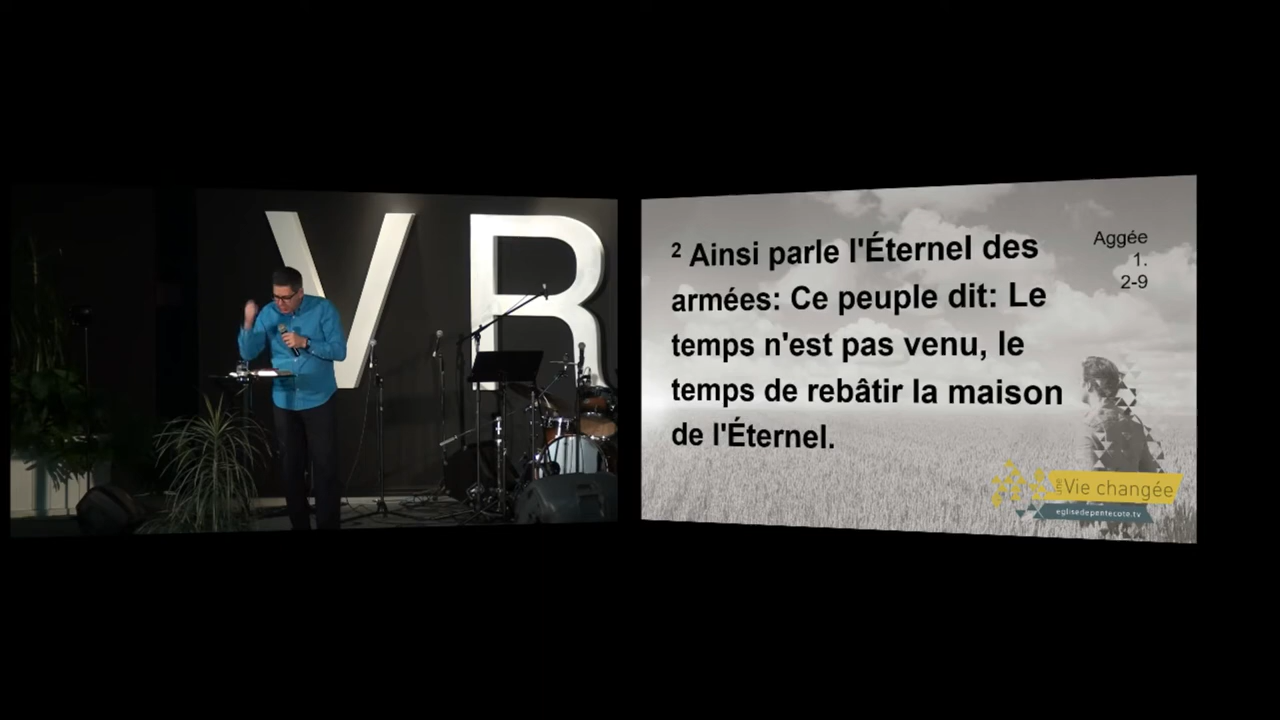 V R
² Ainsi parle l'Éternel des
armées: Ce peuple dit: Le
temps n'est pas venu, le
temps de rebâtir la maison
de l'Éternel.
Aggée
1.
2-9
une Vie changée
eglisedepentecote.tv